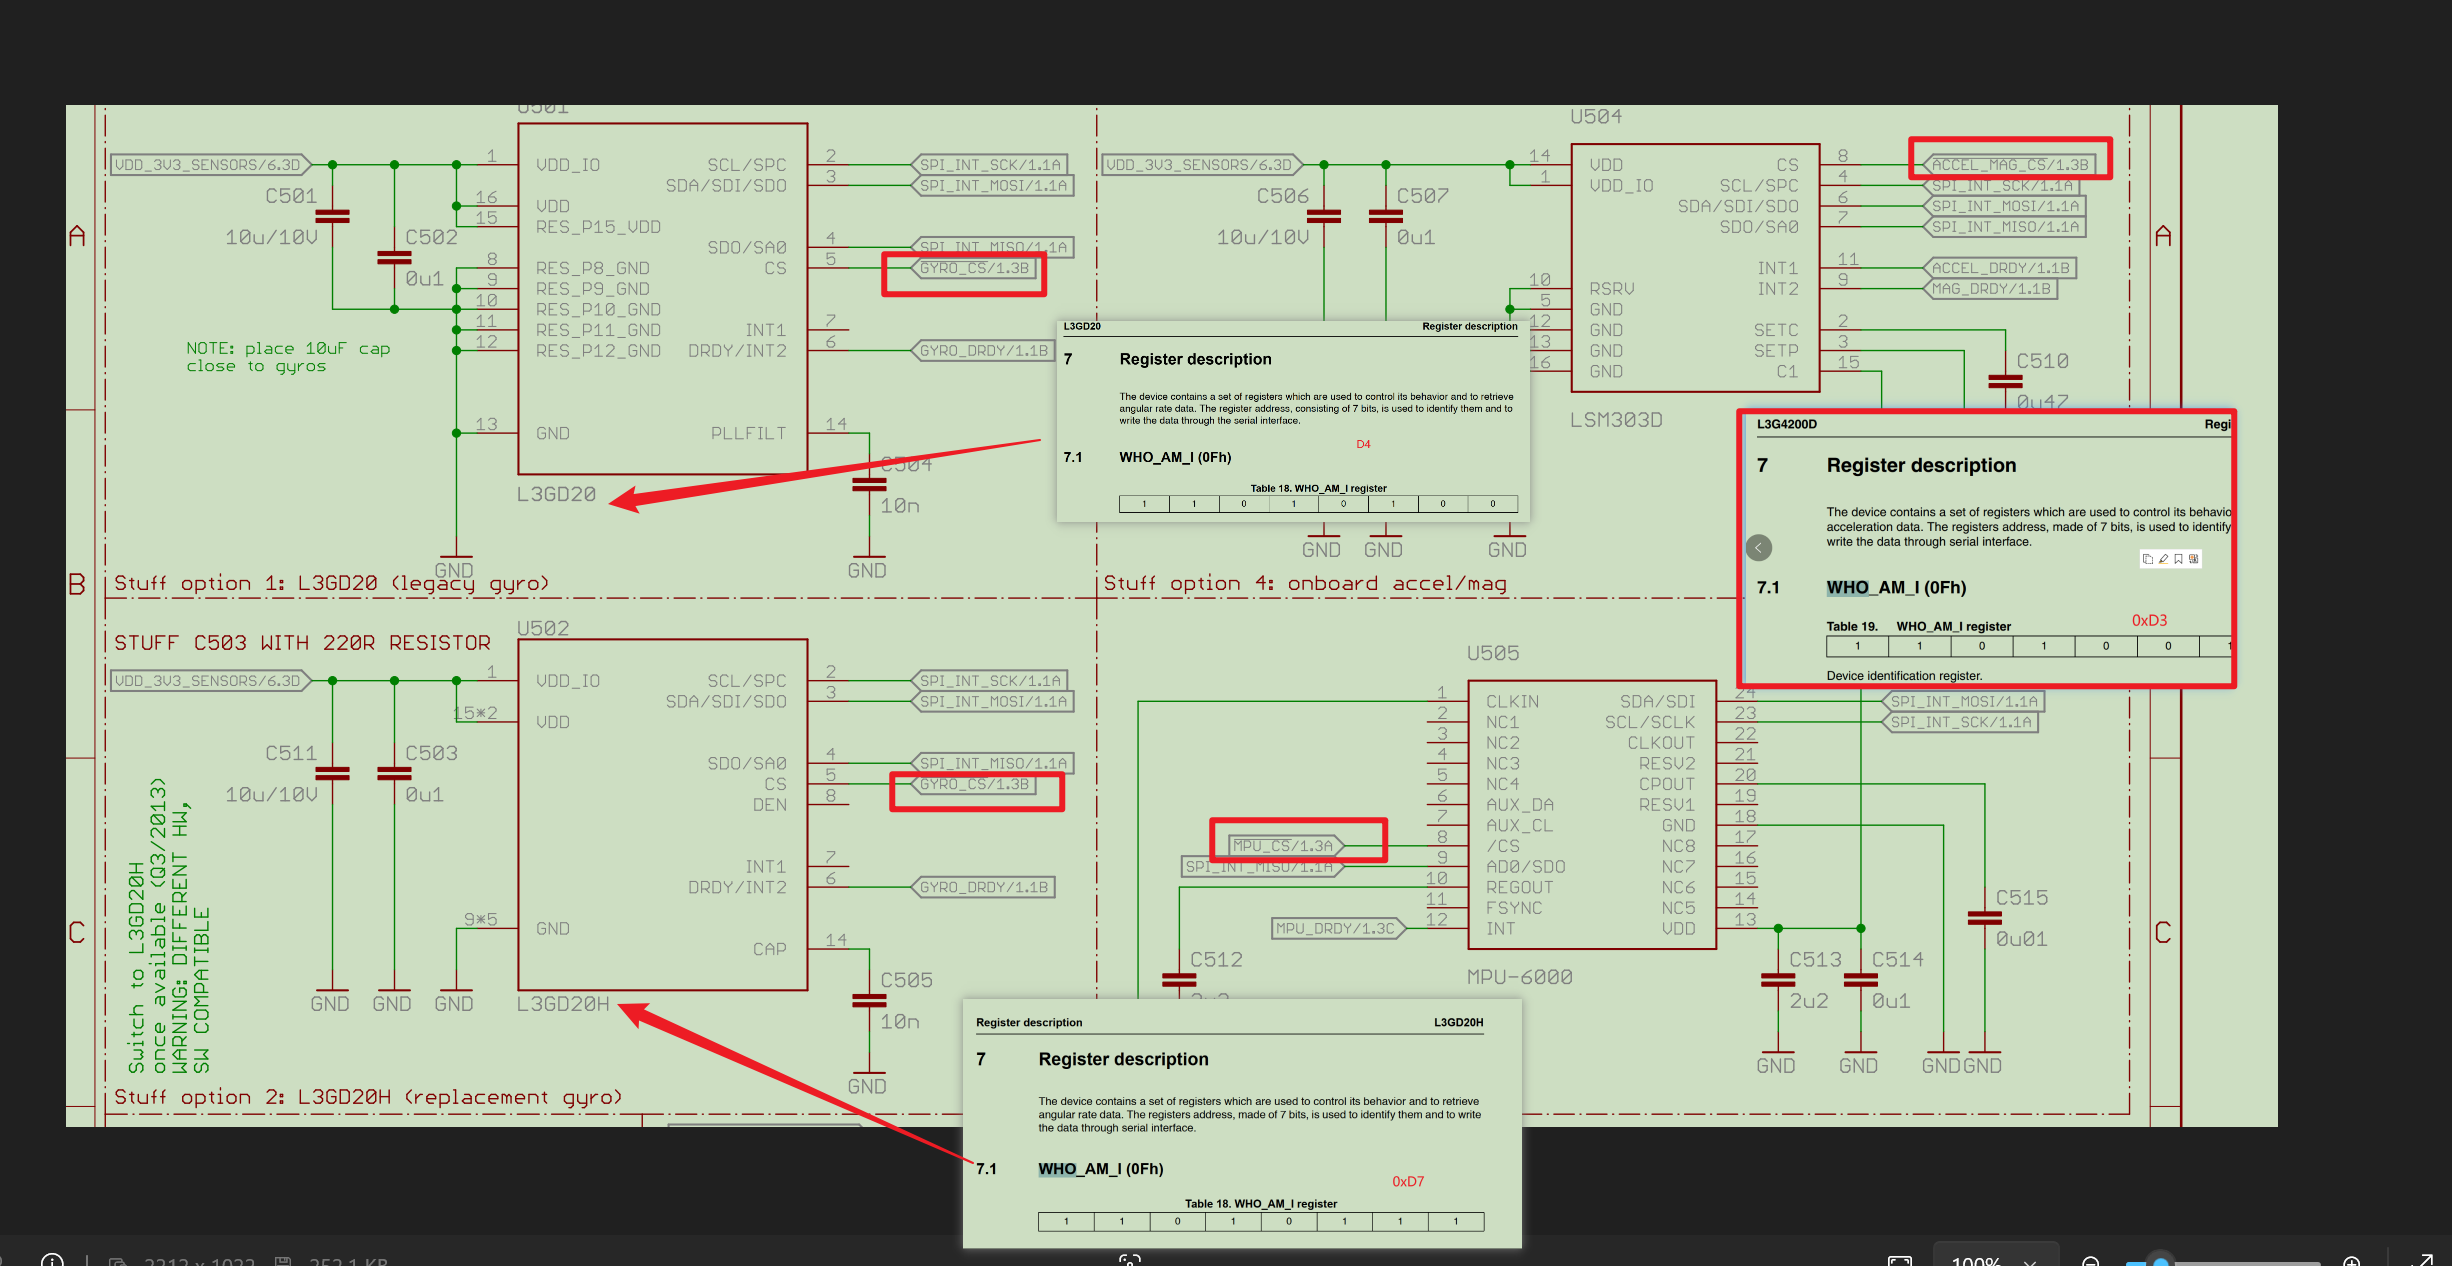 U501
VDD_3V3_SENSORS/6.3D
1
VDD_IO
16
VDD
15
RES_P15_VDD
8
RES_P8_GND
9
RES_P9_GND
10
RES_P10_GND
11
RES_P11_GND
12
RES_P12_GND
13
GND
SCL/SPC
2
SPI_INT_SCK/1.1A
SDA/SDI/SDO
3
SPI_INT_MOSI/1.1A
SDO/SA0
4
SPI_INT_MISO/1.1A
CS
5
GYRO_CS/1.3B
INT1
7
DRDY/INT2
6
GYRO_DRDY/1.1B
PLLFILT
14
C501
10u/10V
C502
0u1
NOTE: place 10uF cap
close to gyros
C504
10n
L3GD20
GND
GND
Stuff option 1: L3GD20 (legacy gyro)
U504
VDD_3V3_SENSORS/6.3D
14
VDD
1
VDD_IO
10
RSRV
5
GND
12
GND
13
GND
16
GND
CS
8
ACCEL_MAG_CS/1.3B
SCL/SPC
4
SPI_INT_SCK/1.1A
SDA/SDI/SDO
6
SPI_INT_MOSI/1.1A
SDO/SA0
7
SPI_INT_MISO/1.1A
INT1
11
ACCEL_DRDY/1.1B
INT2
9
MAG_DRDY/1.1B
SETC
2
SETP
3
C1
15
C506
10u/10V
C507
0u1
C510
0u47
LSM303D
GND
GND
GND
Stuff option 4: onboard accel/mag
L3GD20
Register description
7
Register description
The device contains a set of registers which are used to control its behavior and to retrieve
angular rate data. The register address, consisting of 7 bits, is used to identify them and to
write the data through the serial interface.
D4
7.1
WHO_AM_I (0Fh)
Table 18. WHO_AM_I register
1 1 0 1 0 1 0 0
L3G4200D
Regi
7
Register description
The device contains a set of registers which are used to control its behavio
acceleration data. The registers address, made of 7 bits, is used to identify
write the data through serial interface.
7.1
WHO_AM_I (0Fh)
0xD3
Table 19. WHO_AM_I register
1 1 0 1 0 0 1
Device identification register.
STUFF C503 WITH 220R RESISTOR
U502
VDD_3V3_SENSORS/6.3D
1
VDD_IO
15*2
VDD
9*5
GND
SCL/SPC
2
SPI_INT_SCK/1.1A
SDA/SDI/SDO
3
SPI_INT_MOSI/1.1A
SDO/SA0
4
SPI_INT_MISO/1.1A
CS
5
GYRO_CS/1.3B
DEN
8
INT1
7
DRDY/INT2
6
GYRO_DRDY/1.1B
CAP
14
C511
10u/10V
C503
0u1
C505
10n
Switch to L3GD20H
once available (Q3/2013)
WARNING: DIFFERENT HW,
SW COMPATIBLE
GND
GND
GND
L3GD20H
GND
Stuff option 2: L3GD20H (replacement gyro)
U505
1
CLKIN
2
NC1
3
NC2
4
NC3
5
NC4
6
AUX_DA
7
AUX_CL
MPU_CS/1.3A
8
/CS
SPI_INT_MISO/1.1A
9
AD0/SDO
10
REGOUT
11
FSYNC
MPU_DRDY/1.3C
12
INT
SDA/SDI
24
SPI_INT_MOSI/1.1A
SCL/SCLK
23
SPI_INT_SCK/1.1A
CLKOUT
22
RESV2
21
CPOUT
20
RESV1
19
GND
18
NC8
17
NC7
16
NC6
15
NC5
14
VDD
13
C512
2u2
MPU-6000
C513
2u2
C514
0u1
C515
0u01
GND
GND
GND
GND
Register description
L3GD20H
7
Register description
The device contains a set of registers which are used to control its behavior and to retrieve
angular rate data. The registers address, made of 7 bits, is used to identify them and to write
the data through serial interface.
7.1
WHO_AM_I (0Fh)
0xD7
Table 18. WHO_AM_I register
1 1 0 1 0 1 1 1
A
B
C
A
C
2212 x 1022
252.1 KB
100%